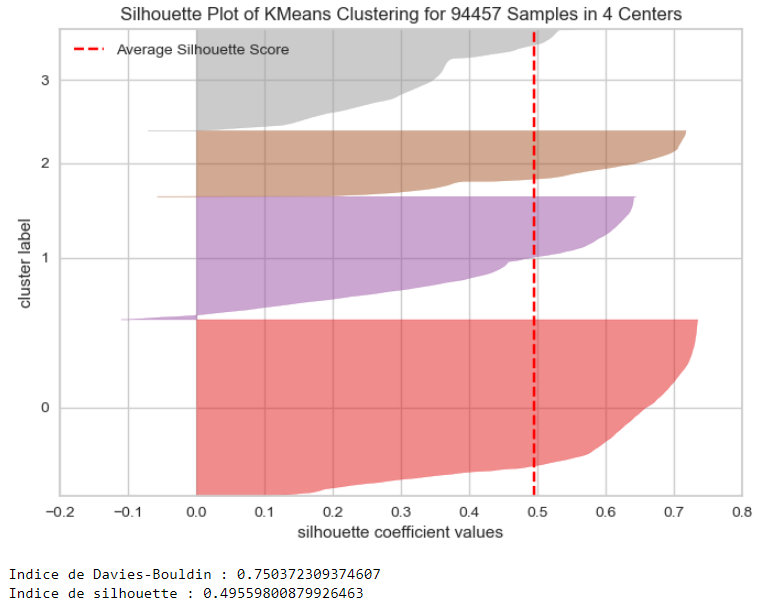 Silhouette Plot of KMeans Clustering for 94457 Samples in 4 Centers
Average Silhouette Score
3
2
1
0
cluster label
−0.2 −0.1 0.0 0.1 0.2 0.3 0.4 0.5 0.6 0.7 0.8
silhouette coefficient values
Indice de Davies-Bouldin : 0.750372309374607
Indice de silhouette : 0.49559800879926463